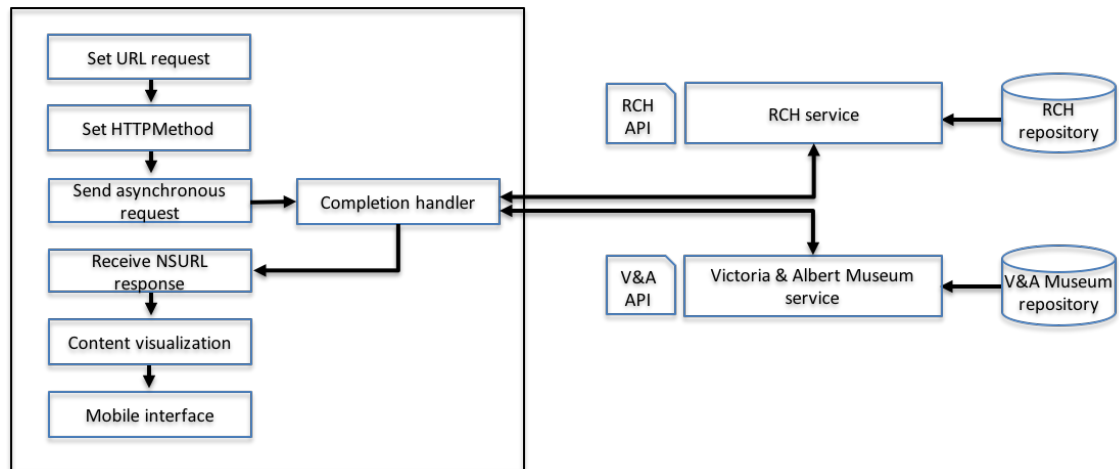 Set URL request
Set HTTPMethod
Send asynchronous
request
Completion handler
Receive NSURL
response
Content visualization
Mobile interface
RCH
API
RCH service
RCH
repository
V&A
API
Victoria & Albert Museum
service
V&A Museum
repository